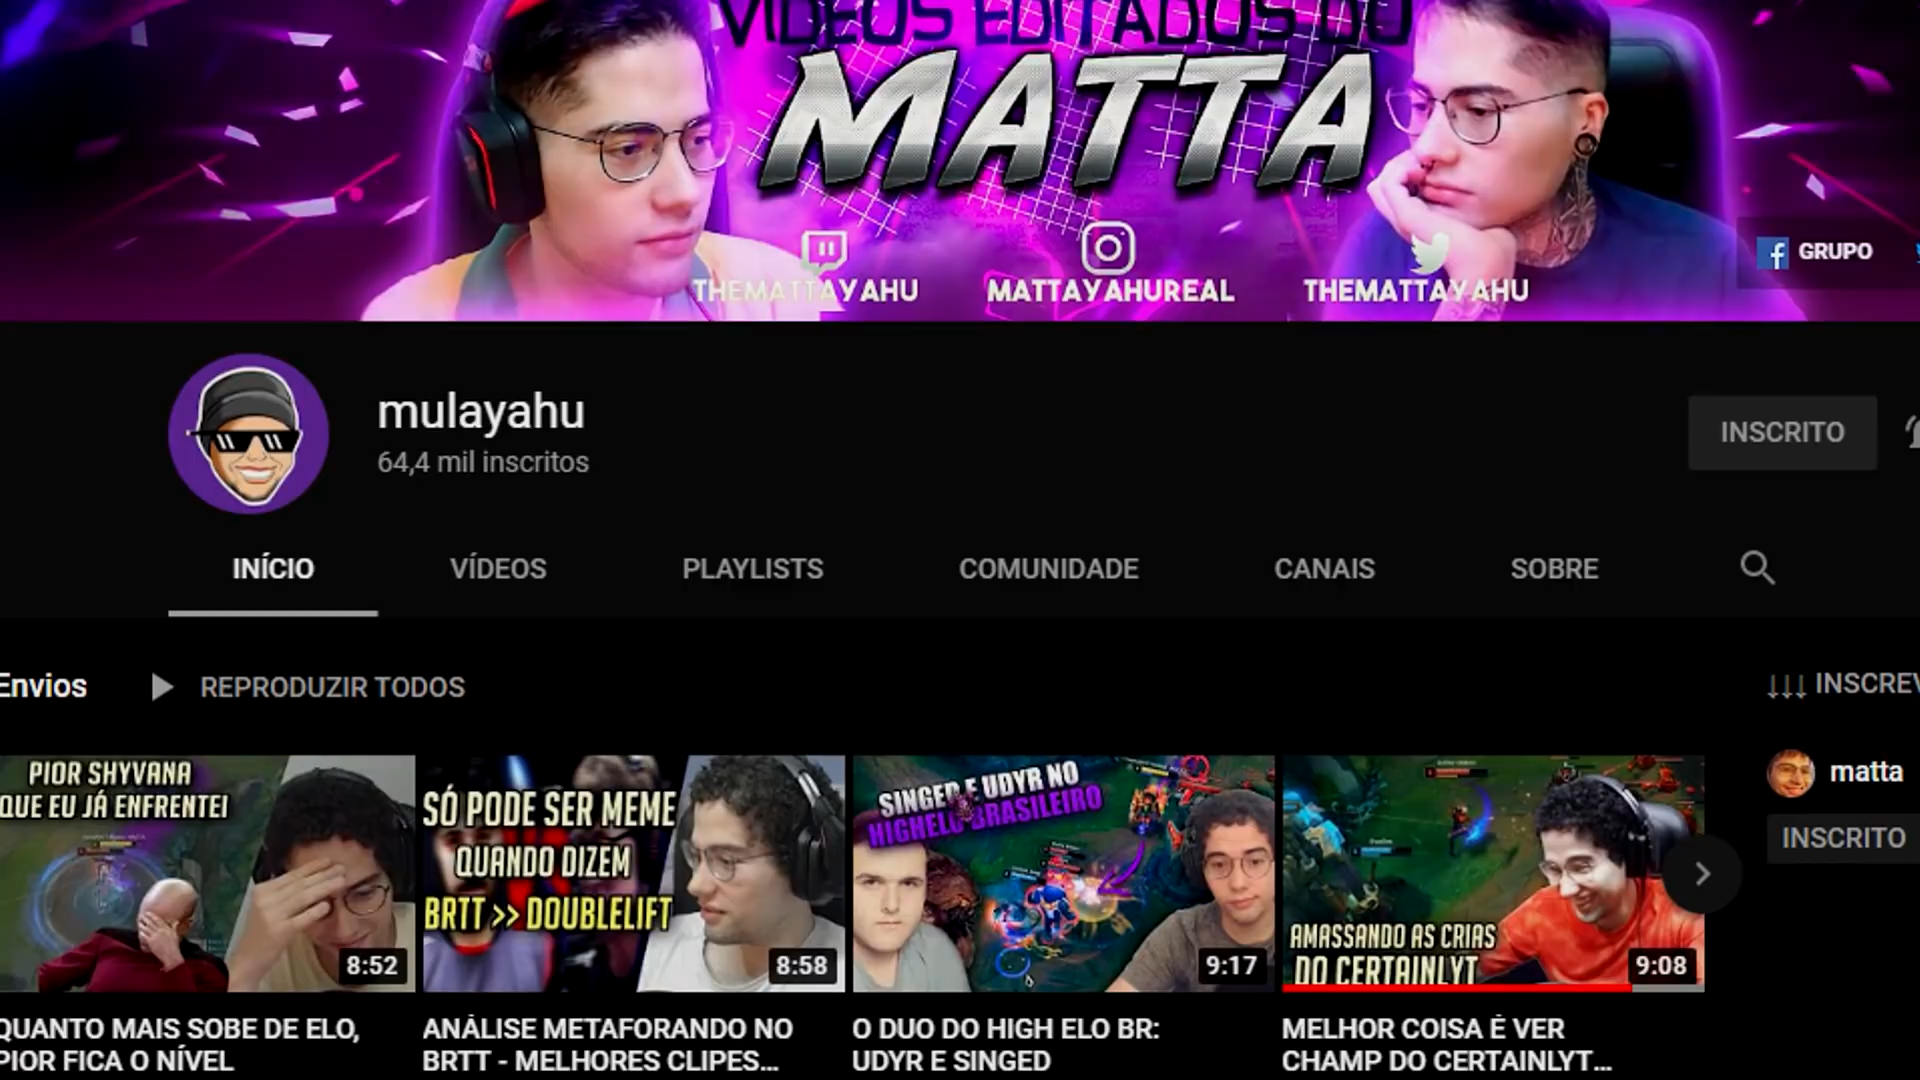 VIDEOS EDITADOS DO
MATTA
THEMATTAYAHU
MATTAYAHUREAL
THEMATTAYAHU
GRUPO
mulayahu
64,4 mil inscritos
INSCRITO
INÍCIO
VÍDEOS
PLAYLISTS
COMUNIDADE
CANAIS
SOBRE
Envios
REPRODUZIR TODOS
↓↓↓ INSCREV
PIOR SHYVANA
QUE EU JÁ ENFRENTEI
8:52
SÓ PODE SER MEME
QUANDO DIZEM
BRTT >> DOUBLELIFT
8:58
SINGED E UDYR NO
HIGHELO BRASILEIRO
9:17
AMASSANDO AS CRIAS
DO CERTAINLYT
9:08
matta
INSCRITO
QUANTO MAIS SOBE DE ELO,
PIOR FICA O NÍVEL
ANÁLISE METAFORANDO NO
BRTT - MELHORES CLIPES...
O DUO DO HIGH ELO BR:
UDYR E SINGED
MELHOR COISA É VER
CHAMP DO CERTAINLYT...